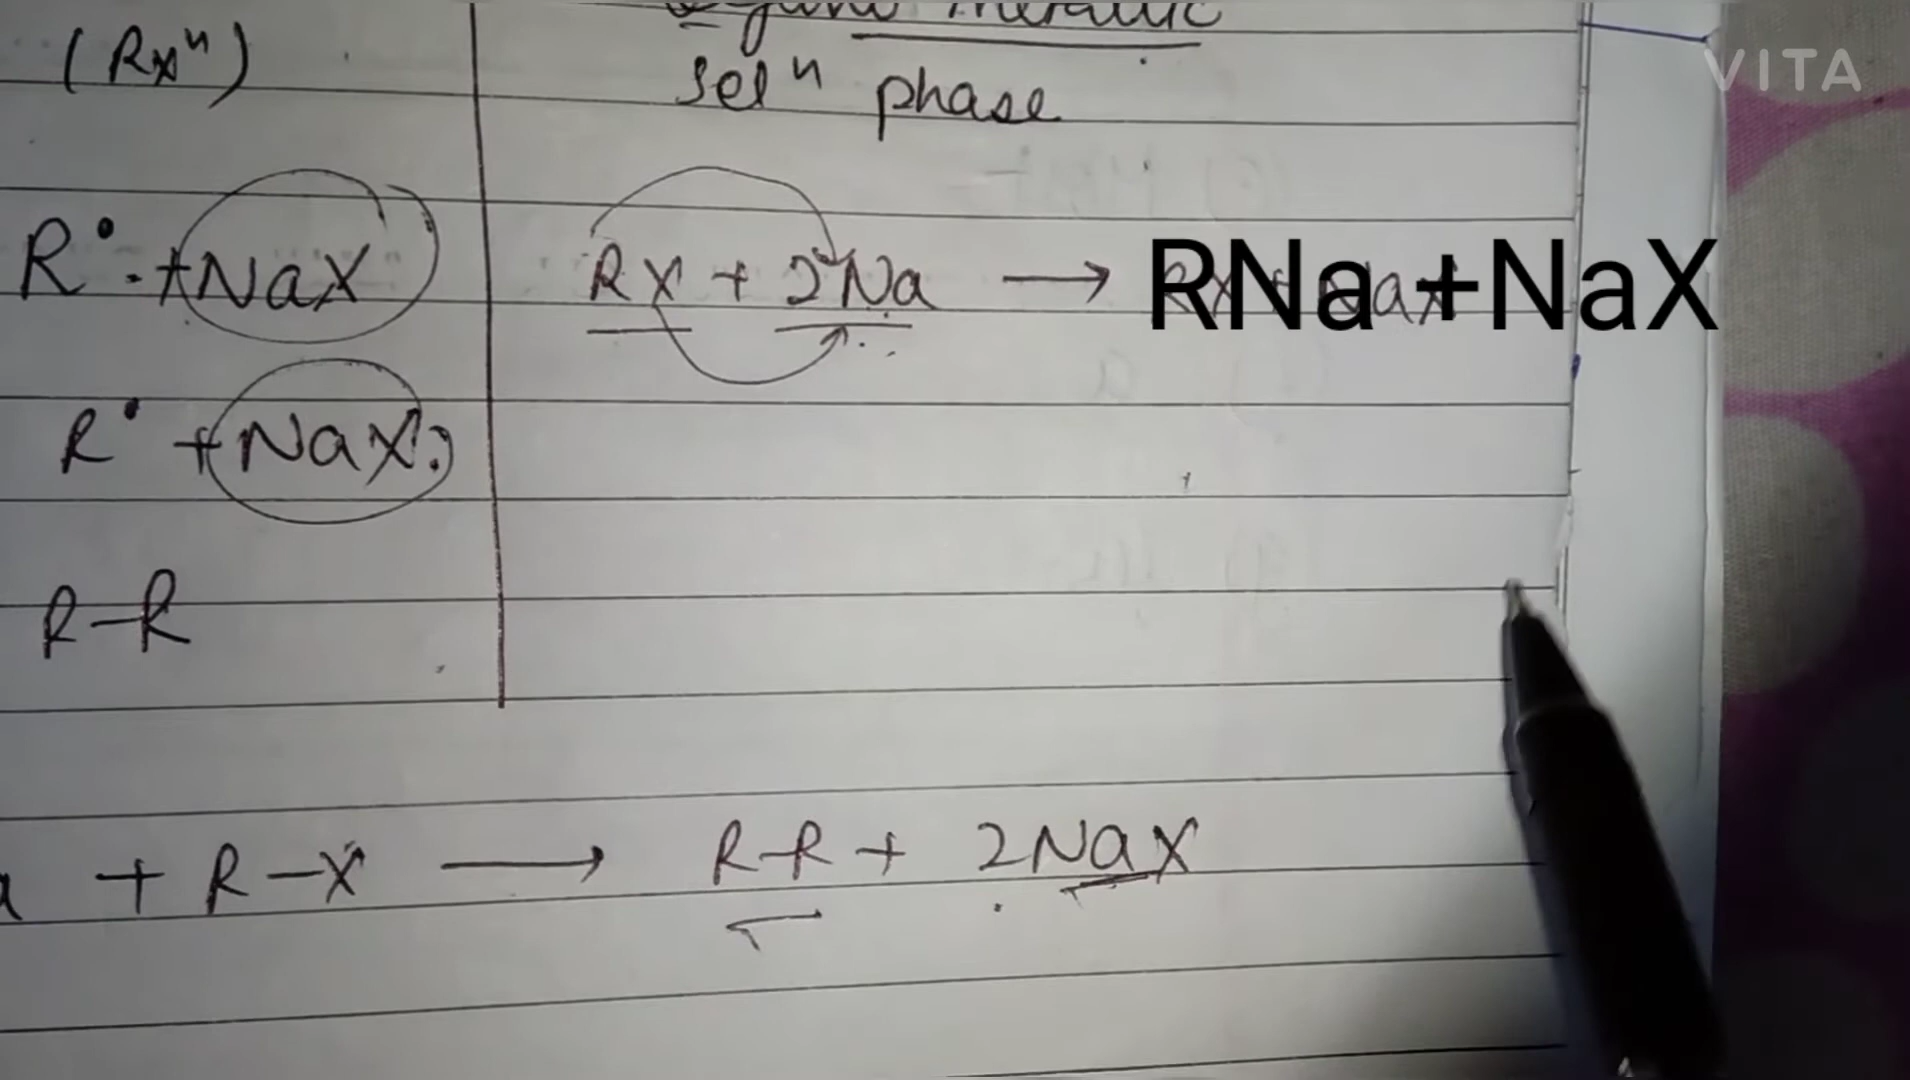 (Rxⁿ)
Organo metallic
Solⁿ phase
VITA
R• + NaX
RX + 2Na → RNa+NaX
R• + NaX
R-R
+ R-X → R-R + 2NaX